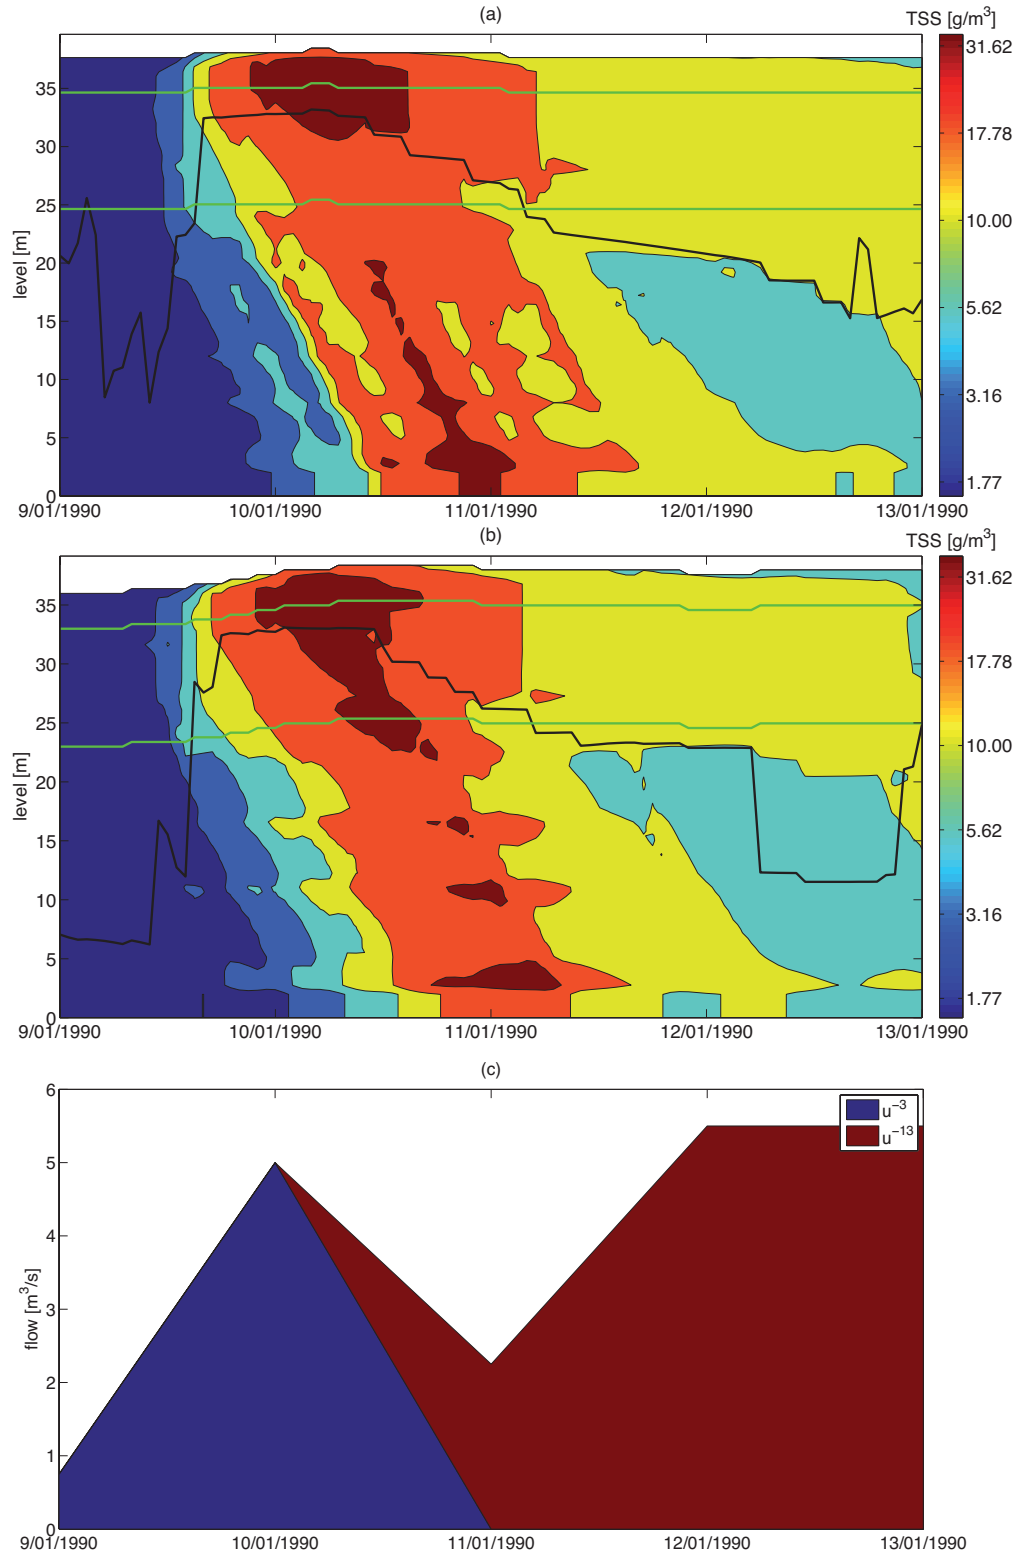 (a)
TSS [g/m³]
35
30
25
20
15
10
5
0
level [m]
31.62
17.78
10.00
5.62
3.16
1.77
9/01/1990 10/01/1990 11/01/1990 12/01/1990 13/01/1990
(b)
TSS [g/m³]
35
30
25
20
15
10
5
0
level [m]
31.62
17.78
10.00
5.62
3.16
1.77
9/01/1990 10/01/1990 11/01/1990 12/01/1990 13/01/1990
(c)
6
5
4
3
2
1
0
flow [m³/s]
u⁻³
u⁻¹³
9/01/1990 10/01/1990 11/01/1990 12/01/1990 13/01/1990